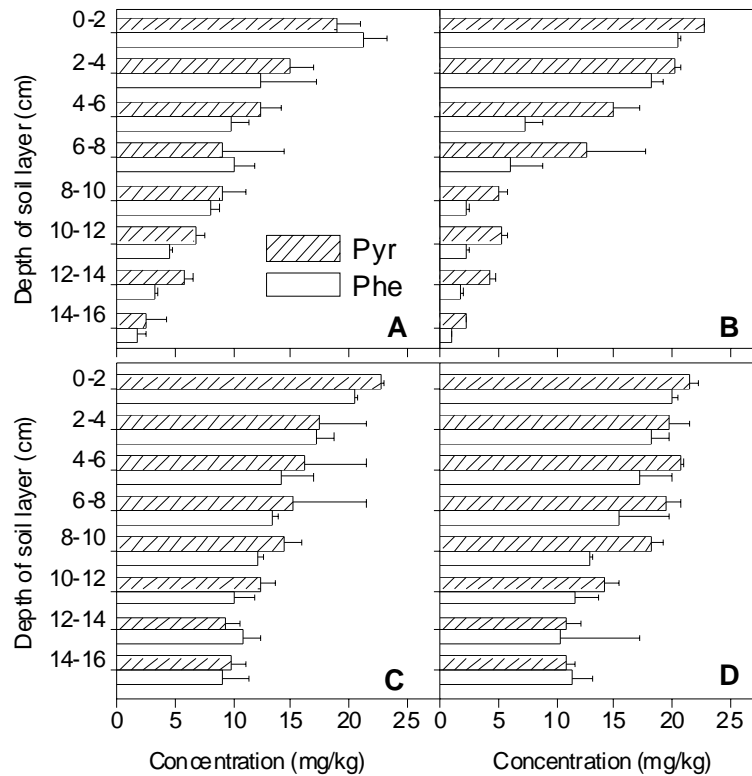 0-2
2-4
4-6
6-8
8-10
10-12
12-14
14-16
Depth of soil layer (cm)
Pyr
Phe
A
B
0-2
2-4
4-6
6-8
8-10
10-12
12-14
14-16
Depth of soil layer (cm)
C
D
0 5 10 15 20 25
0 5 10 15 20 25
Concentration (mg/kg)
Concentration (mg/kg)